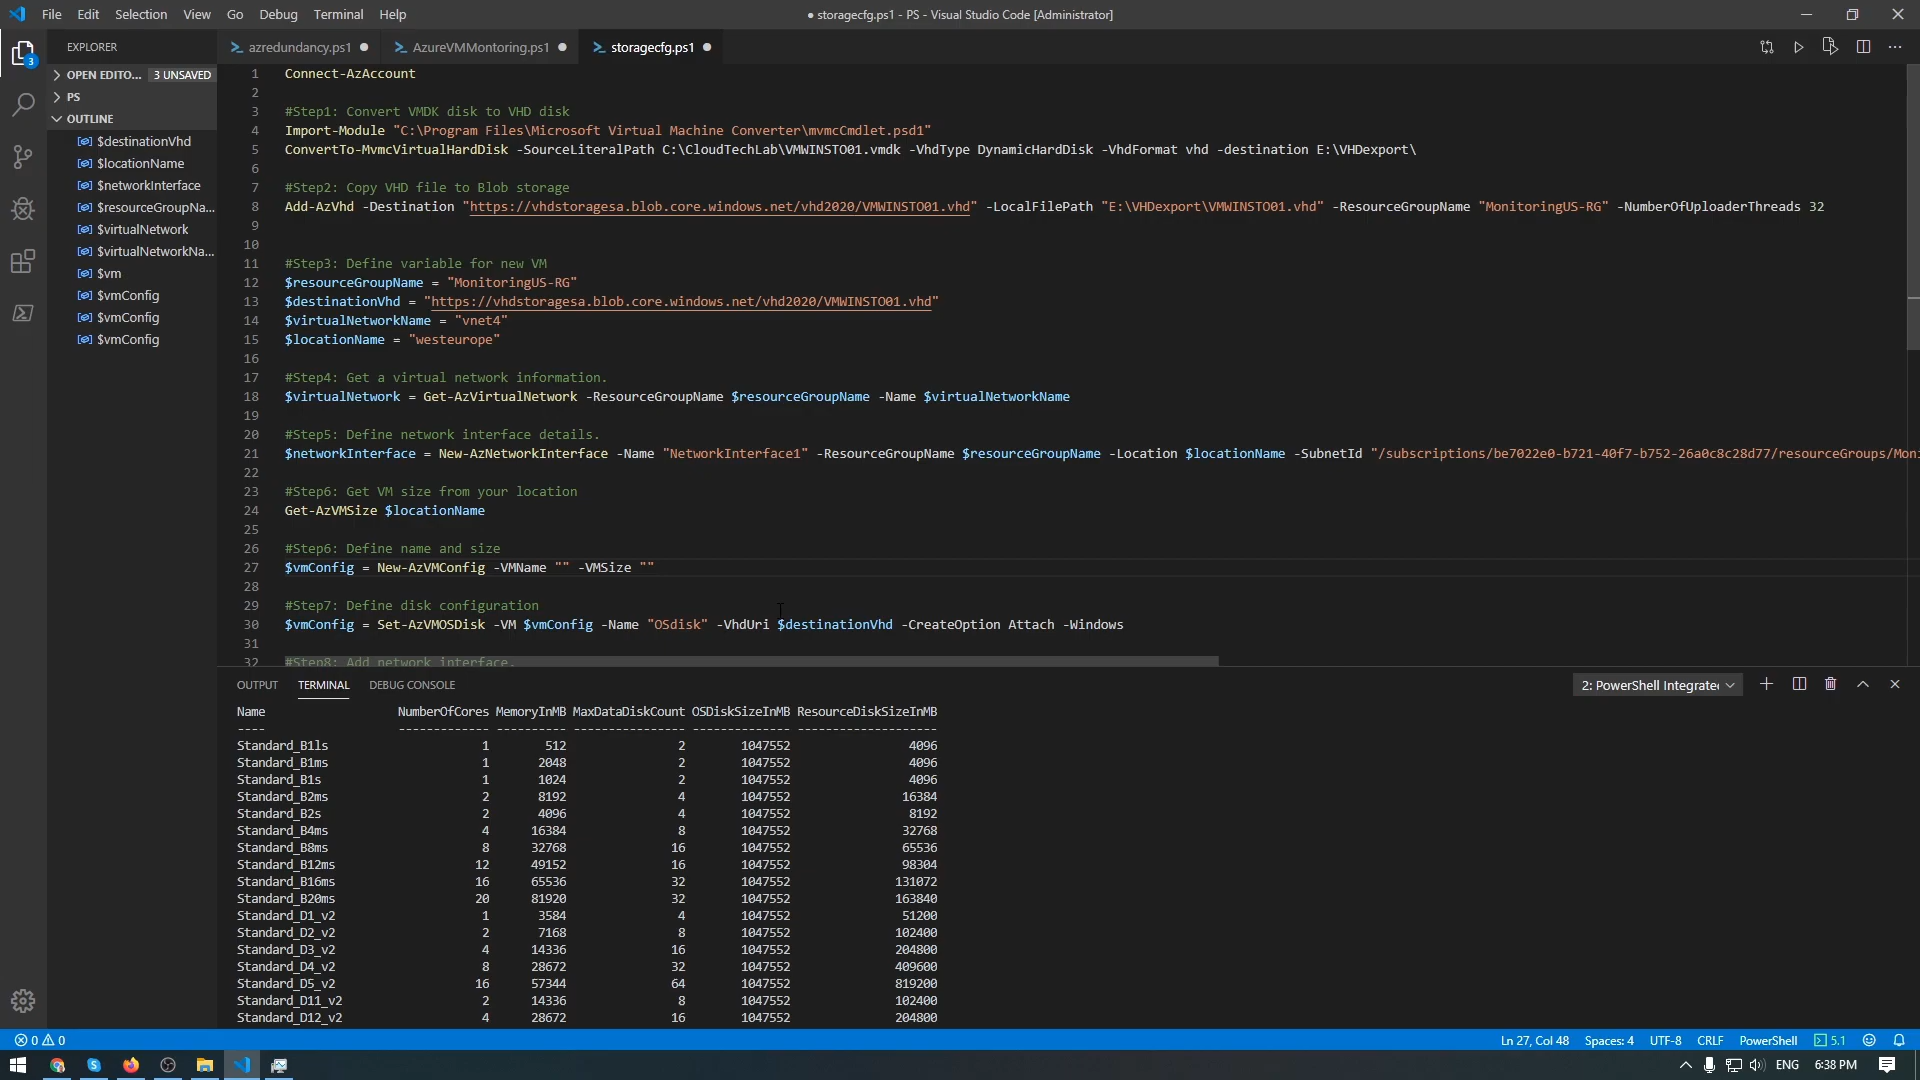 File Edit Selection View Go Debug Terminal Help
● storagecfg.ps1 - PS - Visual Studio Code [Administrator]
EXPLORER
azredundancy.ps1 ●
AzureVMMontoring.ps1 ●
storagecfg.ps1 ●
3
OPEN EDITO... 3 UNSAVED
PS
OUTLINE
$destinationVhd
$locationName
$networkInterface
$resourceGroupNa...
$virtualNetwork
$virtualNetworkNa...
$vm
$vmConfig
$vmConfig
$vmConfig
1 Connect-AzAccount
2
3 #Step1: Convert VMDK disk to VHD disk
4 Import-Module "C:\Program Files\Microsoft Virtual Machine Converter\mvmcCmdlet.psd1"
5 ConvertTo-MvmcVirtualHardDisk -SourceLiteralPath C:\CloudTechLab\VMWINSTO01.vmdk -VhdType DynamicHardDisk -VhdFormat vhd -destination E:\VHDexport\
6
7 #Step2: Copy VHD file to Blob storage
8 Add-AzVhd -Destination "https://vhdstoragesa.blob.core.windows.net/vhd2020/VMWINSTO01.vhd" -LocalFilePath "E:\VHDexport\VMWINSTO01.vhd" -ResourceGroupName "MonitoringUS-RG" -NumberOfUploaderThreads 32
9
10
11 #Step3: Define variable for new VM
12 $resourceGroupName = "MonitoringUS-RG"
13 $destinationVhd = "https://vhdstoragesa.blob.core.windows.net/vhd2020/VMWINSTO01.vhd"
14 $virtualNetworkName = "vnet4"
15 $locationName = "westeurope"
16
17 #Step4: Get a virtual network information.
18 $virtualNetwork = Get-AzVirtualNetwork -ResourceGroupName $resourceGroupName -Name $virtualNetworkName
19
20 #Step5: Define network interface details.
21 $networkInterface = New-AzNetworkInterface -Name "NetworkInterface1" -ResourceGroupName $resourceGroupName -Location $locationName -SubnetId "/subscriptions/be7022e0-b721-40f7-b752-26a0c8c28d77/resourceGroups/Mon
22
23 #Step6: Get VM size from your location
24 Get-AzVMSize $locationName
25
26 #Step6: Define name and size
27 $vmConfig = New-AzVMConfig -VMName "" -VMSize ""
28
29 #Step7: Define disk configuration
30 $vmConfig = Set-AzVMOSDisk -VM $vmConfig -Name "OSdisk" -VhdUri $destinationVhd -CreateOption Attach -Windows
31
32 #Step8: Add network interface.
OUTPUT TERMINAL DEBUG CONSOLE
2: PowerShell Integrate
Name NumberOfCores MemoryInMB MaxDataDiskCount OSDiskSizeInMB ResourceDiskSizeInMB
---- ------------- ---------- ---------------- -------------- --------------------
Standard_B1ls 1 512 2 1047552 4096
Standard_B1ms 1 2048 2 1047552 4096
Standard_B1s 1 1024 2 1047552 4096
Standard_B2ms 2 8192 4 1047552 16384
Standard_B2s 2 4096 4 1047552 8192
Standard_B4ms 4 16384 8 1047552 32768
Standard_B8ms 8 32768 16 1047552 65536
Standard_B12ms 12 49152 16 1047552 98304
Standard_B16ms 16 65536 32 1047552 131072
Standard_B20ms 20 81920 32 1047552 163840
Standard_D1_v2 1 3584 4 1047552 51200
Standard_D2_v2 2 7168 8 1047552 102400
Standard_D3_v2 4 14336 16 1047552 204800
Standard_D4_v2 8 28672 32 1047552 409600
Standard_D5_v2 16 57344 64 1047552 819200
Standard_D11_v2 2 14336 8 1047552 102400
Standard_D12_v2 4 28672 16 1047552 204800
0 0
Ln 27, Col 48 Spaces: 4 UTF-8 CRLF PowerShell 5.1
ENG 6:38 PM